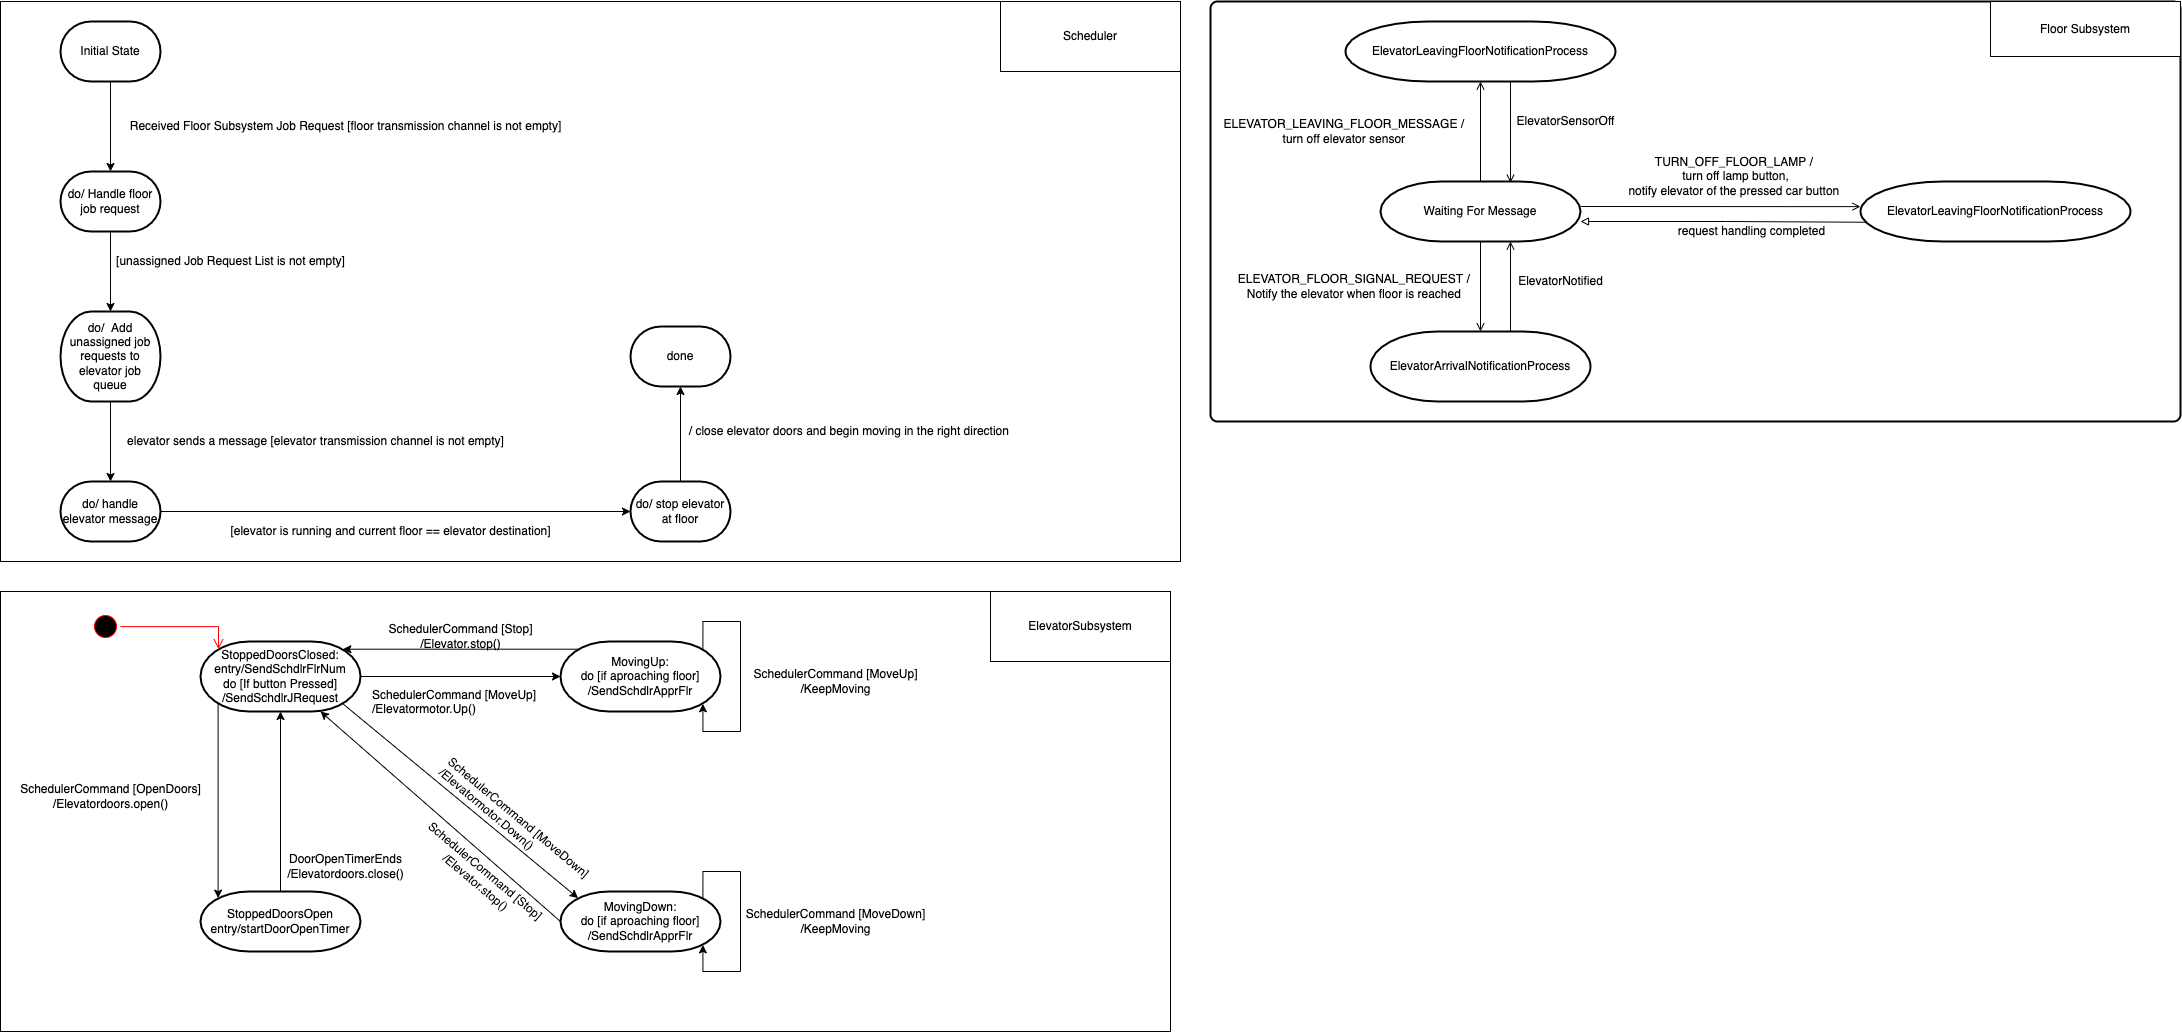 Scheduler
Initial State
Received Floor Subsystem Job Request [floor transmission channel is not empty]
do/ Handle floor
job request
[unassigned Job Request List is not empty]
do/  Add
unassigned job
requests to
elevator job
queue
done
elevator sends a message [elevator transmission channel is not empty]
/ close elevator doors and begin moving in the right direction
do/ handle
elevator message
do/ stop elevator
at floor
[elevator is running and current floor == elevator destination]
Floor Subsystem
ElevatorLeavingFloorNotificationProcess
ELEVATOR_LEAVING_FLOOR_MESSAGE /
turn off elevator sensor
ElevatorSensorOff
TURN_OFF_FLOOR_LAMP /
turn off lamp button,
notify elevator of the pressed car button
Waiting For Message
ElevatorLeavingFloorNotificationProcess
request handling completed
ELEVATOR_FLOOR_SIGNAL_REQUEST /
Notify the elevator when floor is reached
ElevatorNotified
ElevatorArrivalNotificationProcess
ElevatorSubsystem
SchedulerCommand [Stop]
/Elevator.stop()
StoppedDoorsClosed:
entry/SendSchdlrFlrNum
do [If button Pressed]
/SendSchdlrJRequest
MovingUp:
do [if aproaching floor]
/SendSchdlrApprFlr
SchedulerCommand [MoveUp]
/KeepMoving
SchedulerCommand [MoveUp]
/Elevatormotor.Up()
SchedulerCommand [OpenDoors]
/Elevatordoors.open()
SchedulerCommand [MoveDown]
/Elevatormotor.Down()
SchedulerCommand [Stop]
/Elevator.stop()
DoorOpenTimerEnds
/Elevatordoors.close()
StoppedDoorsOpen
entry/startDoorOpenTimer
MovingDown:
do [if aproaching floor]
/SendSchdlrApprFlr
SchedulerCommand [MoveDown]
/KeepMoving